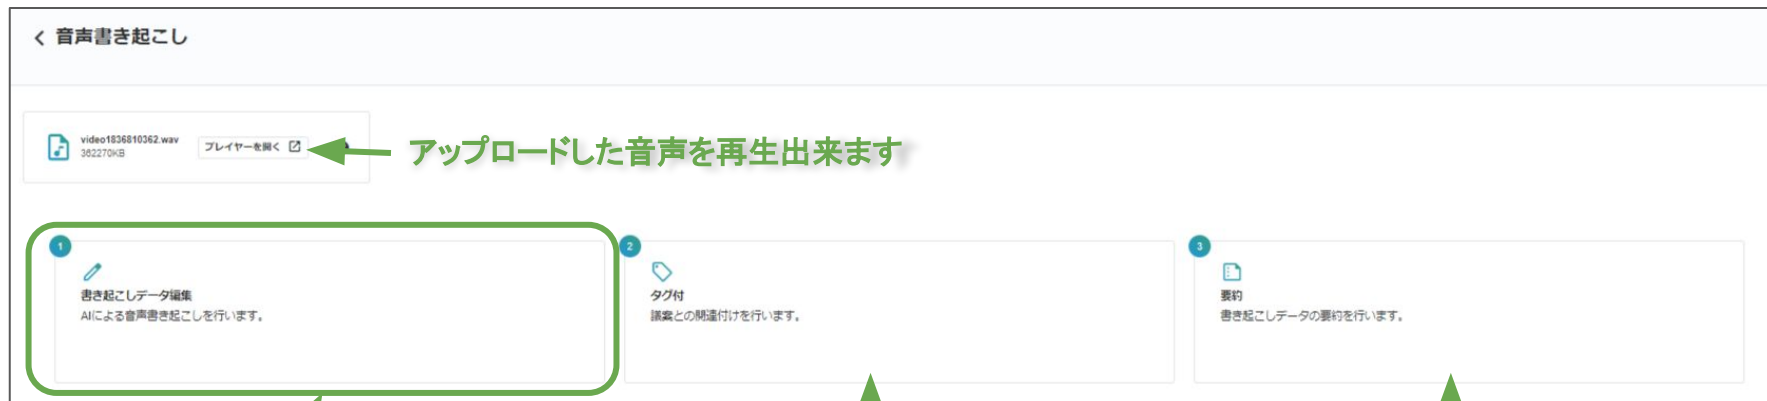 音声書き起こし
video1836810362.wav
382270KB
プレイヤーを開く
アップロードした音声を再生出来ます
1
書き起こしデータ編集
AIによる音声書き起こしを行います。
2
タグ付
議案との関連付けを行います。
3
要約
書き起こしデータの要約を行います。